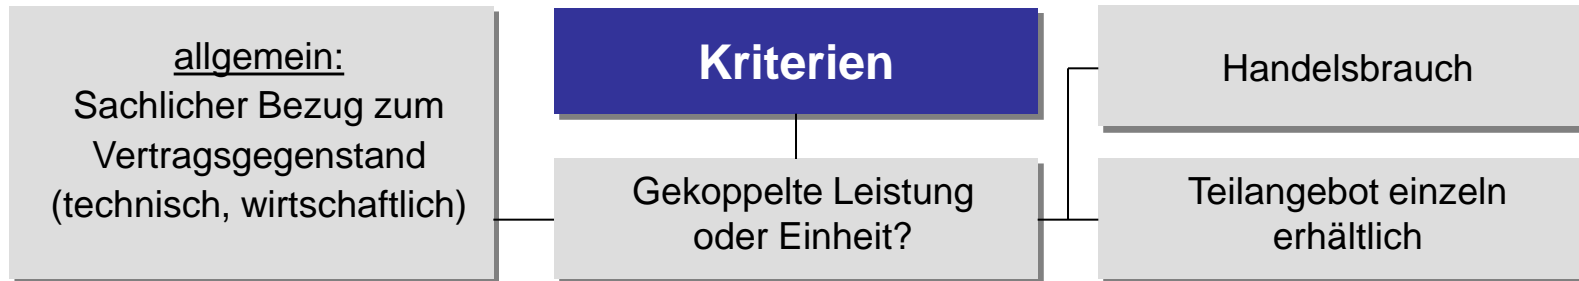 allgemein:
Sachlicher Bezug zum
Vertragsgegenstand
(technisch, wirtschaftlich)
Kriterien
Gekoppelte Leistung
oder Einheit?
Handelsbrauch
Teilangebot einzeln
erhältlich